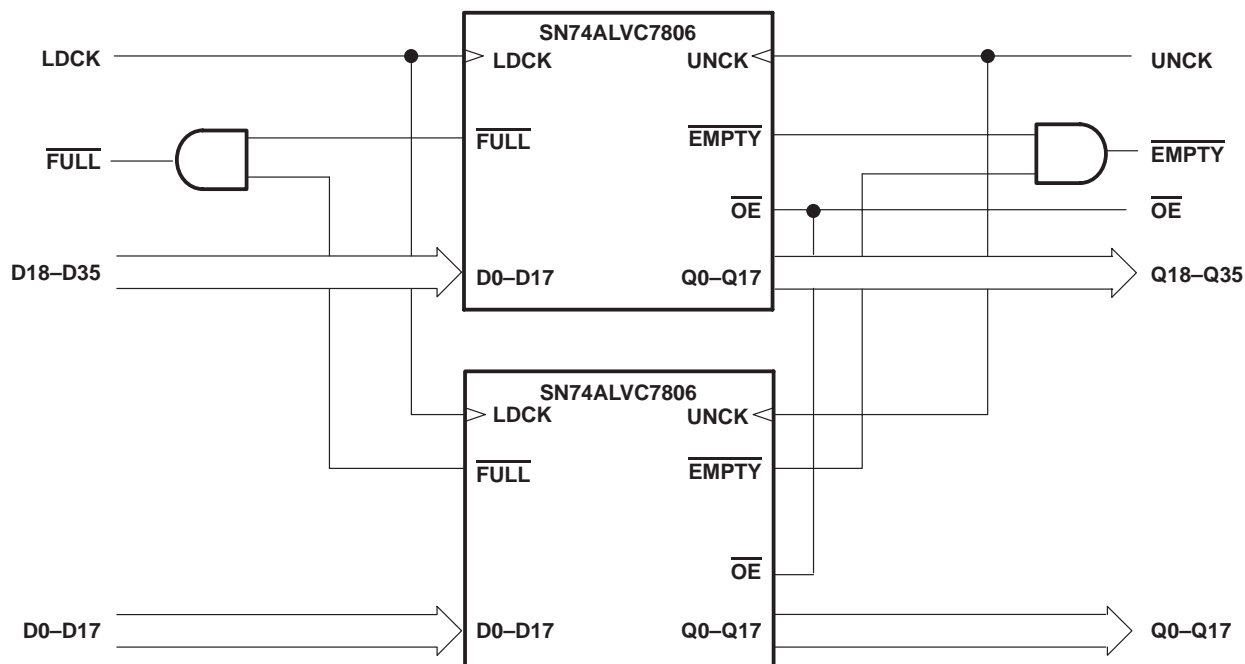 SN74ALVC7806
LDCK
LDCK
UNCK
UNCK
FULL
FULL
EMPTY
EMPTY
OE
OE
D18–D35
D0–D17
Q0–Q17
Q18–Q35
SN74ALVC7806
LDCK
UNCK
FULL
EMPTY
OE
D0–D17
D0–D17
Q0–Q17
Q0–Q17